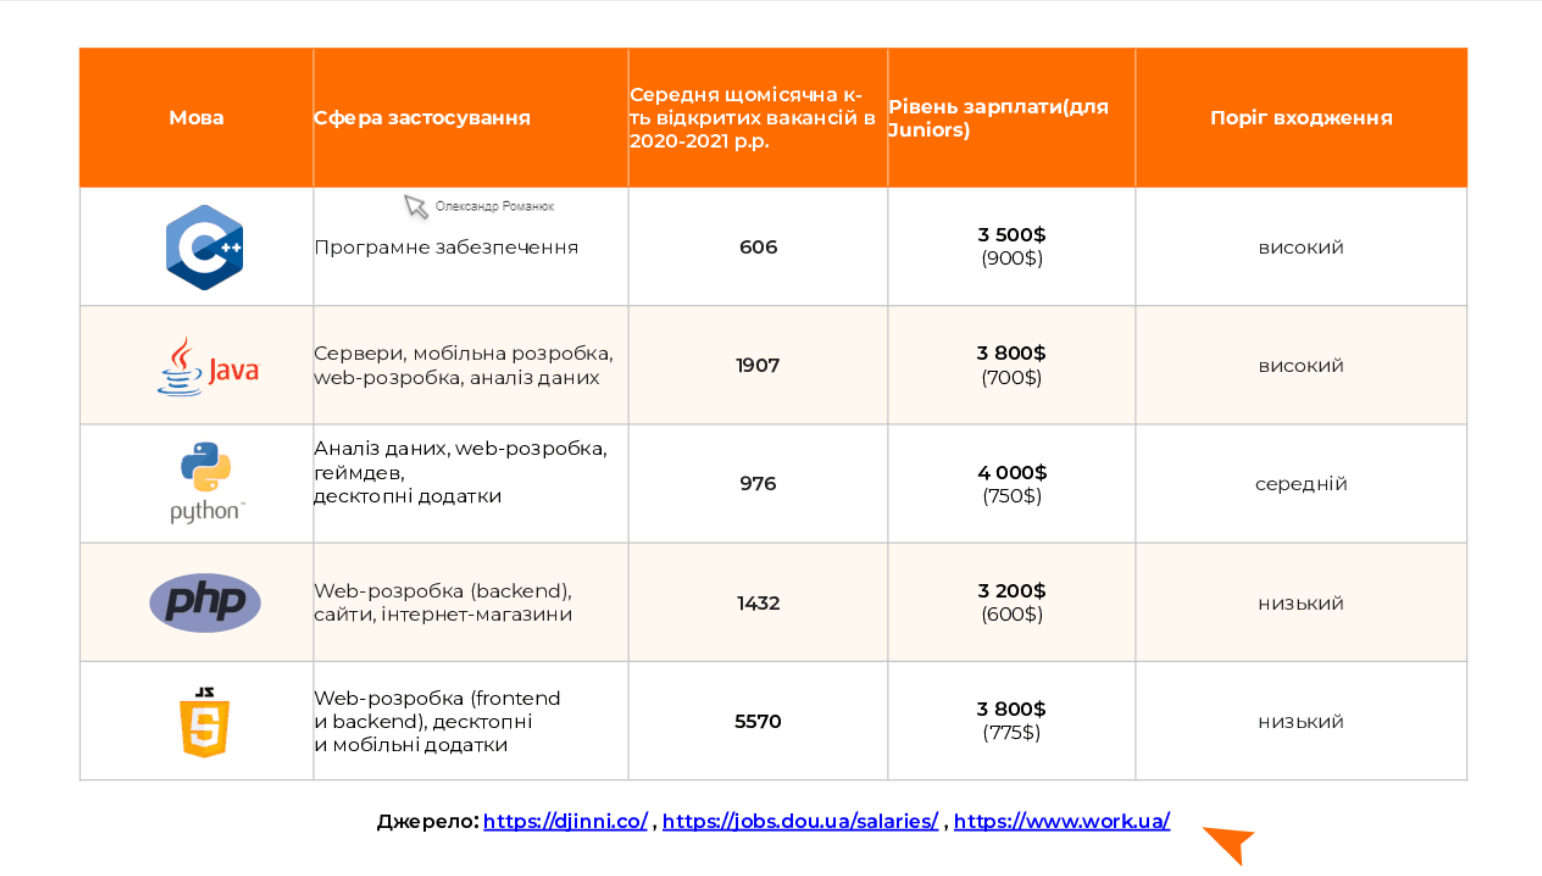 Мова
Сфера застосування
Середня щомісячна к-
ть відкритих вакансій в
2020-2021 р.р.
Рівень зарплати(для
Juniors)
Поріг входження
C++
Олександр Романюк
Програмне забезпечення
606
3 500$
(900$)
високий
Java
Сервери, мобільна розробка,
web-розробка, аналіз даних
1907
3 800$
(700$)
високий
python™
Аналіз даних, web-розробка,
геймдев,
десктопні додатки
976
4 000$
(750$)
середній
php
Web-розробка (backend),
сайти, інтернет-магазини
1432
3 200$
(600$)
низький
JS
5
Web-розробка (frontend
и backend), десктопні
и мобільні додатки
5570
3 800$
(775$)
низький
Джерело: https://djinni.co/ , https://jobs.dou.ua/salaries/ , https://www.work.ua/